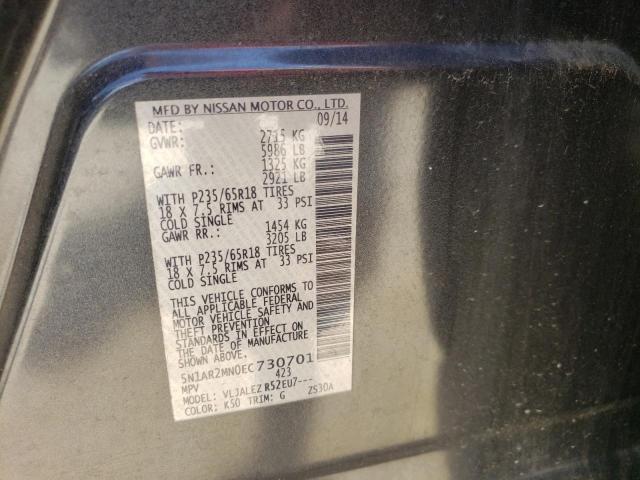 MFD BY NISSAN MOTOR CO., LTD.
DATE: 09/14
GVWR: 2715 KG
5986 LB
GAWR FR.: 1325 KG
2921 LB
WITH P235/65R18 TIRES
18 X 7.5 RIMS AT 33 PSI
COLD SINGLE
GAWR RR.: 1454 KG
3205 LB
WITH P235/65R18 TIRES
18 X 7.5 RIMS AT 33 PSI
COLD SINGLE
THIS VEHICLE CONFORMS TO
ALL APPLICABLE FEDERAL
MOTOR VEHICLE SAFETY AND
THEFT PREVENTION
STANDARDS IN EFFECT ON
THE DATE OF MANUFACTURE
SHOWN ABOVE.
5N1AR2MN0EC730701
MPV 423
MODEL: VLJALEZ R52EU7---
COLOR: K50 TRIM: G ZS30A